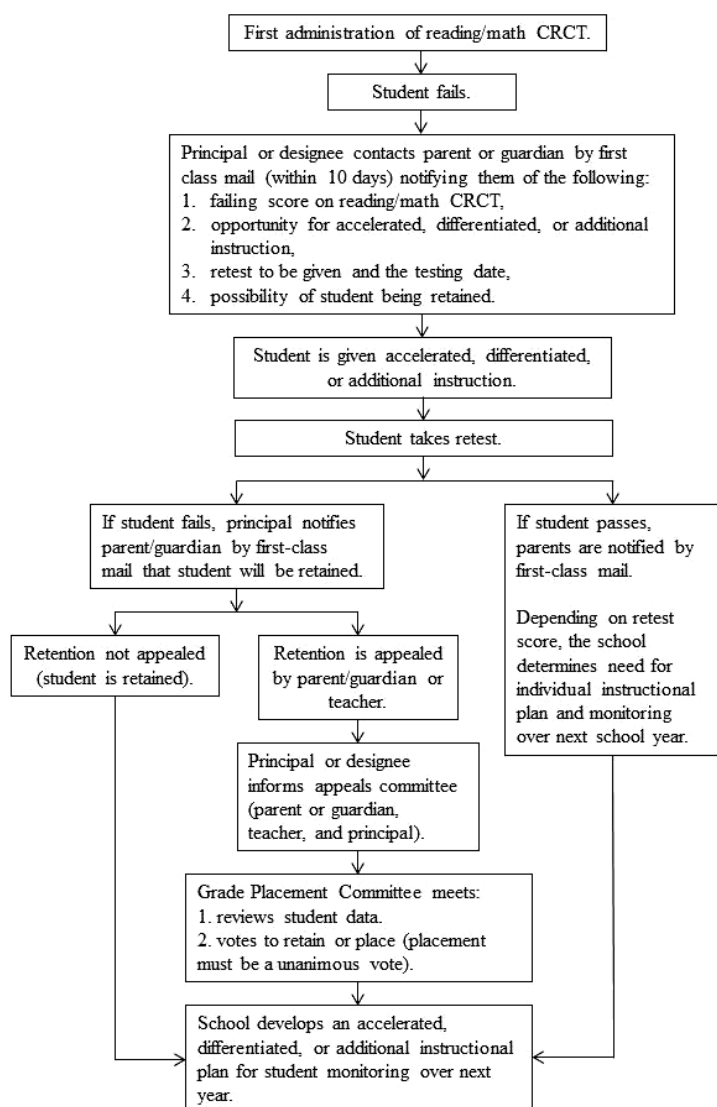 First administration of reading/math CRCT.
Student fails.
Principal or designee contacts parent or guardian by first
class mail (within 10 days) notifying them of the following:
1. failing score on reading/math CRCT,
2. opportunity for accelerated, differentiated, or additional
instruction,
3. retest to be given and the testing date,
4. possibility of student being retained.
Student is given accelerated, differentiated,
or additional instruction.
Student takes retest.
If student fails, principal notifies
parent/guardian by first-class
mail that student will be retained.
If student passes,
parents are notified by
first-class mail.
Depending on retest
score, the school
determines need for
individual instructional
plan and monitoring
over next school year.
Retention not appealed
(student is retained).
Retention is appealed
by parent/guardian or
teacher.
Principal or designee
informs appeals committee
(parent or guardian,
teacher, and principal).
Grade Placement Committee meets:
1. reviews student data.
2. votes to retain or place (placement
must be a unanimous vote).
School develops an accelerated,
differentiated, or additional instructional
plan for student monitoring over next
year.